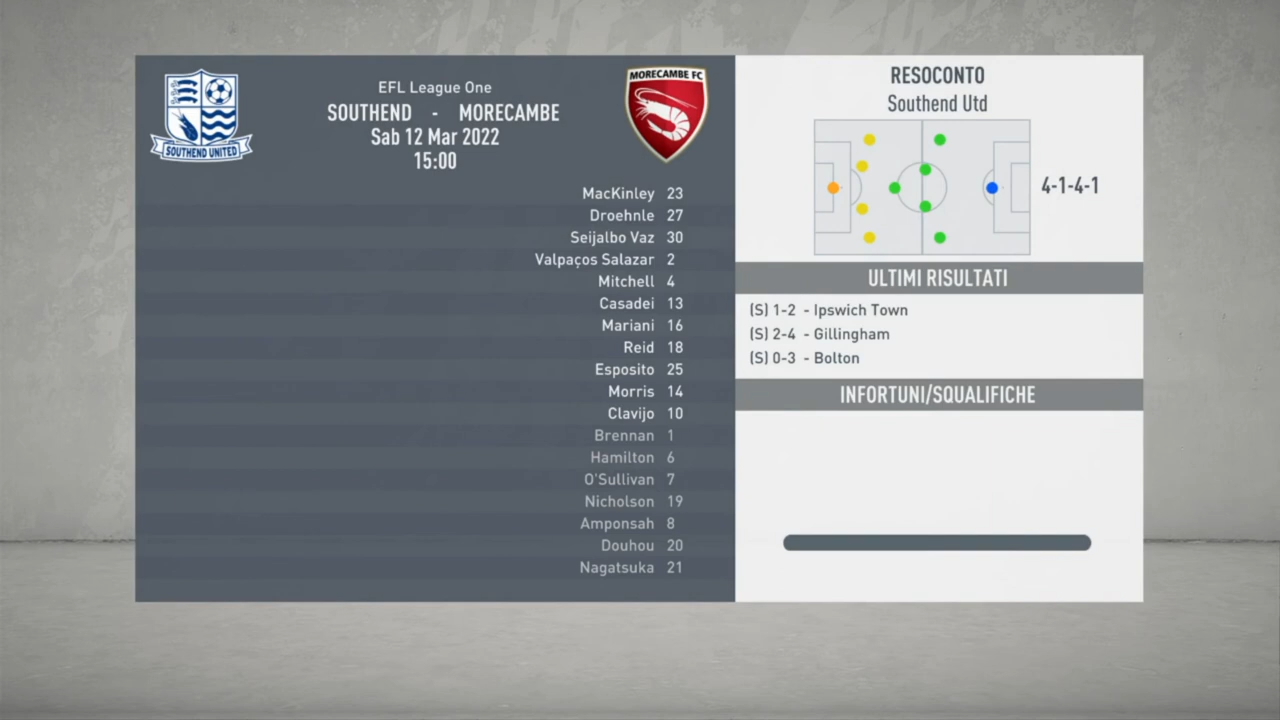 SOUTHEND UNITED
EFL League One
SOUTHEND - MORECAMBE
Sab 12 Mar 2022
15:00
MORECAMBE FC
MacKinley 23
Droehnle 27
Seijalbo Vaz 30
Valpaços Salazar 2
Mitchell 4
Casadei 13
Mariani 16
Reid 18
Esposito 25
Morris 14
Clavijo 10
Brennan 1
Hamilton 6
O'Sullivan 7
Nicholson 19
Amponsah 8
Douhou 20
Nagatsuka 21
RESOCONTO
Southend Utd
4-1-4-1
ULTIMI RISULTATI
(S) 1-2 - Ipswich Town
(S) 2-4 - Gillingham
(S) 0-3 - Bolton
INFORTUNI/SQUALIFICHE